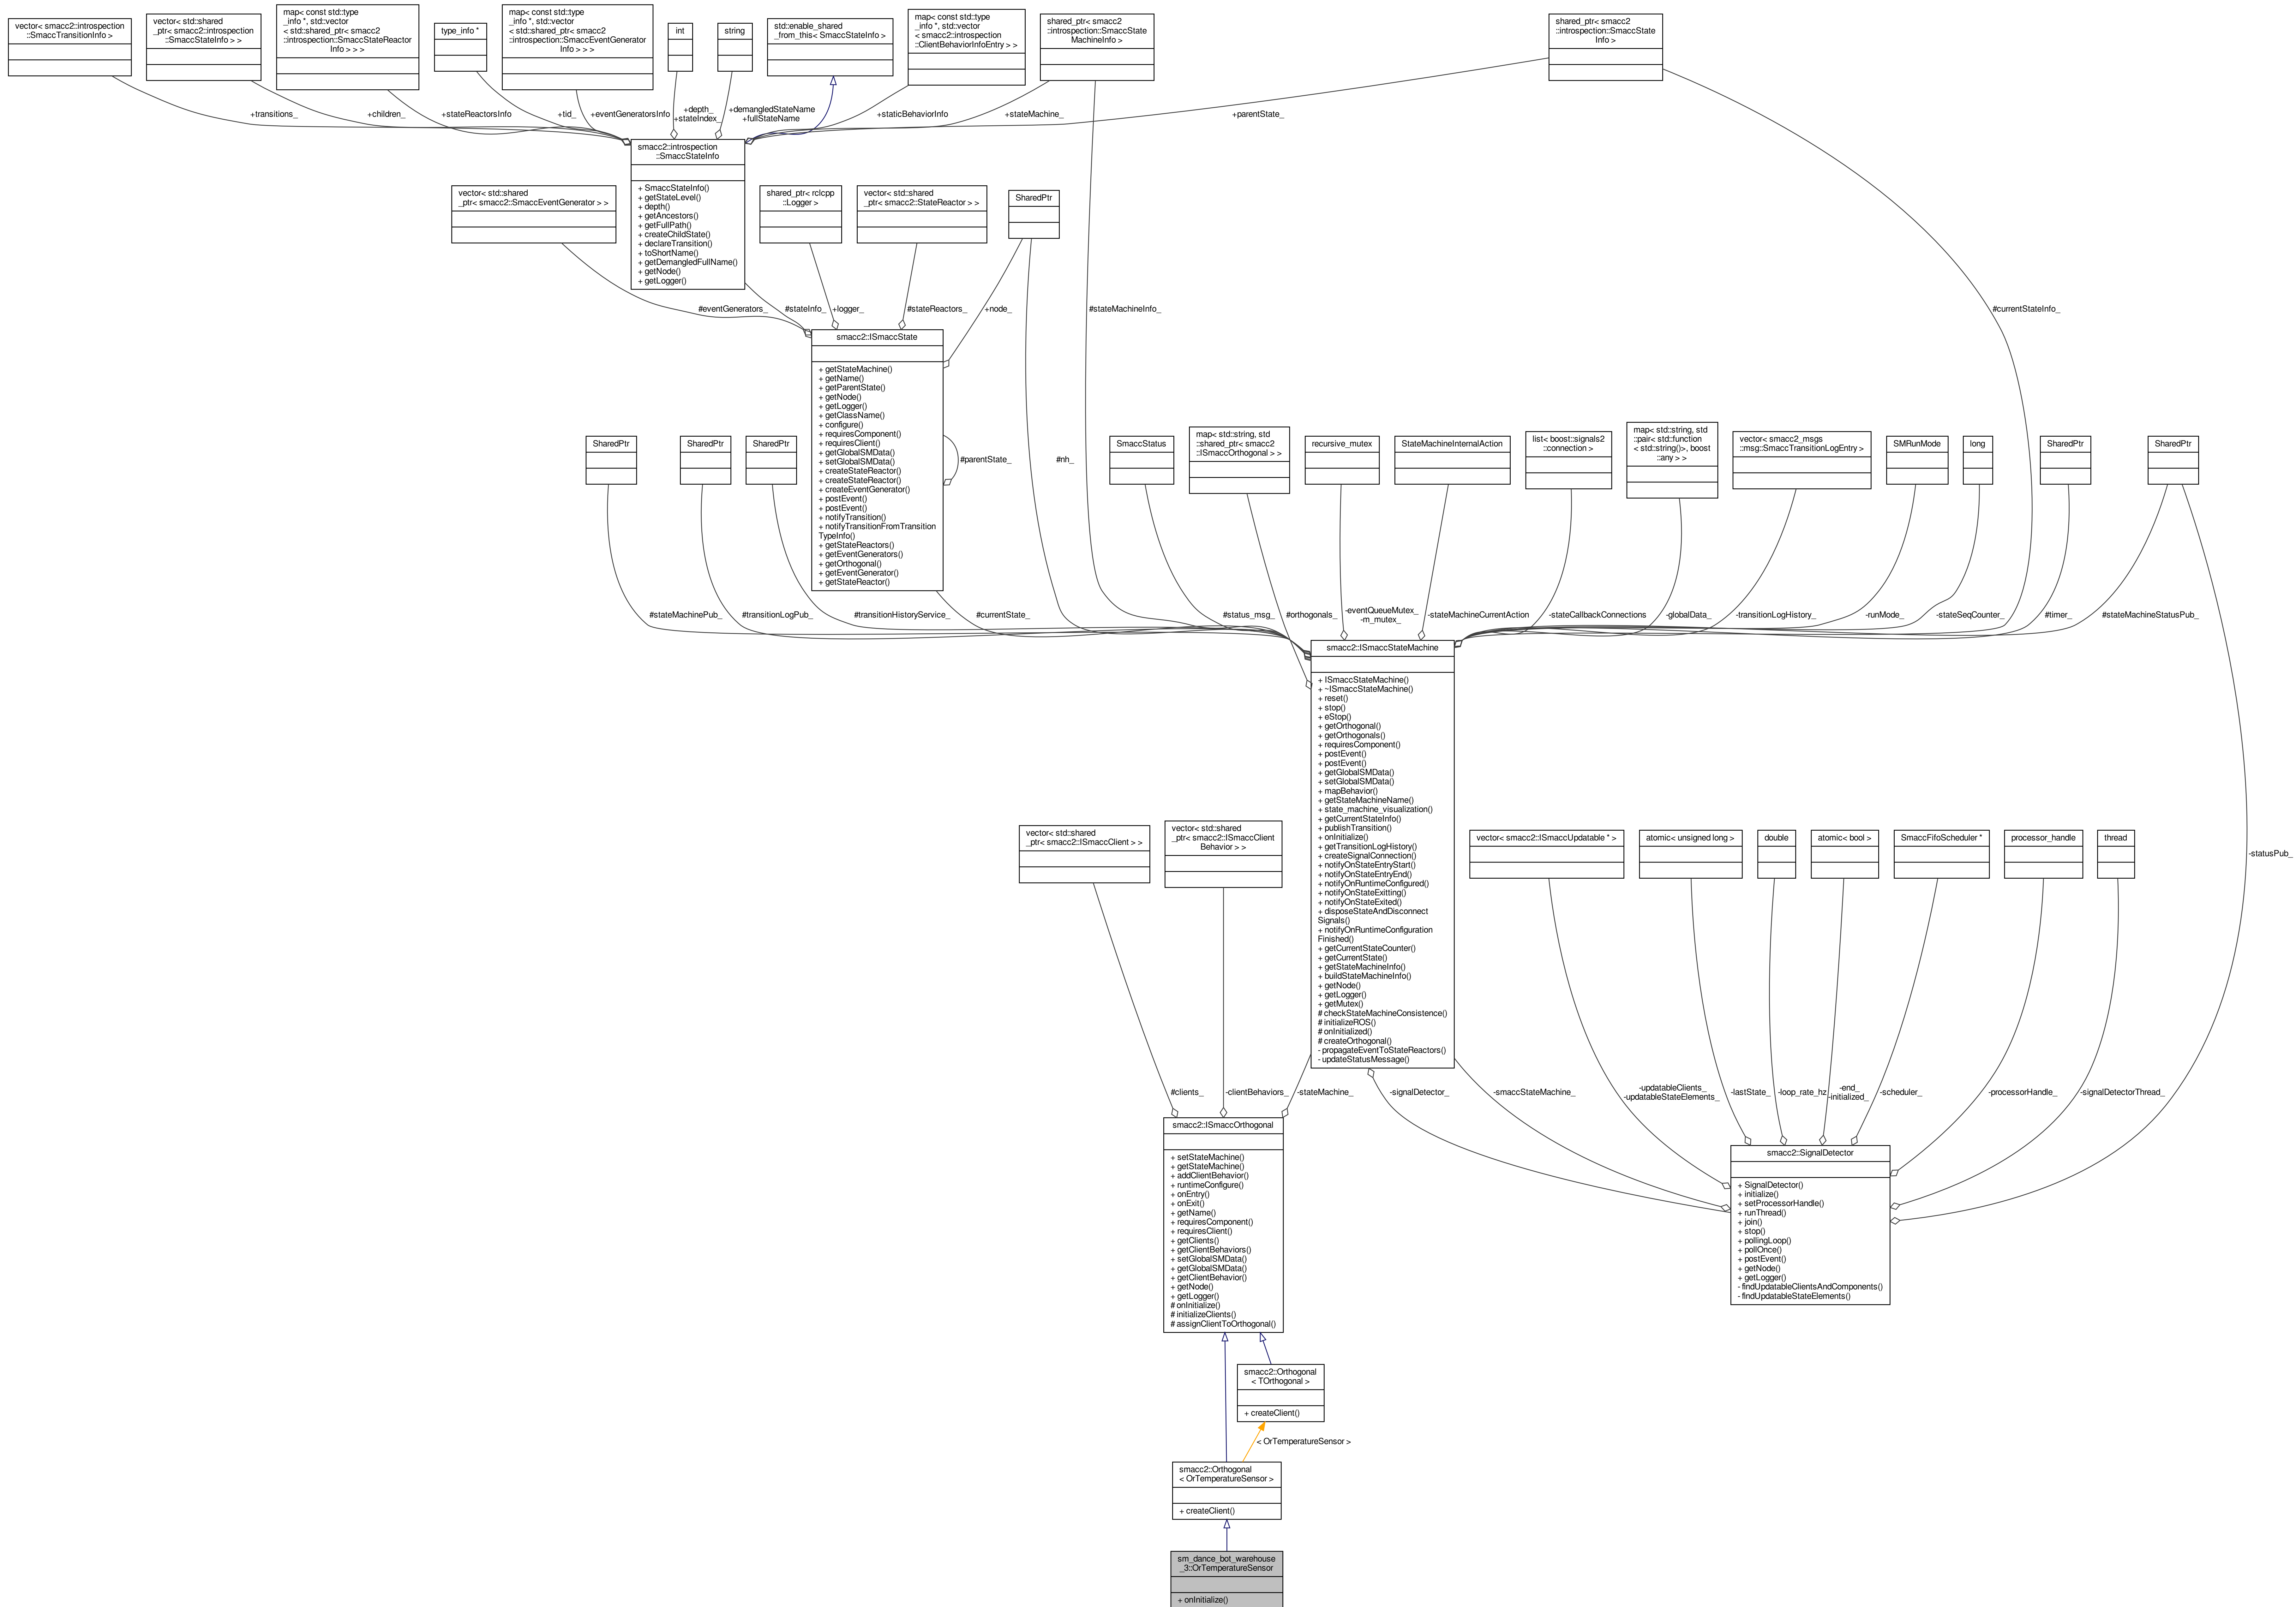 vector< smacc2::introspection
::SmaccTransitionInfo >
vector< std::shared
_ptr< smacc2::introspection
::SmaccStateInfo > >
map< const std::type
_info *, std::vector
< std::shared_ptr< smacc2
::introspection::SmaccStateReactor
Info > > >
type_info *
map< const std::type
_info *, std::vector
< std::shared_ptr< smacc2
::introspection::SmaccEventGenerator
Info > > >
int
string
std::enable_shared
_from_this< SmaccStateInfo >
map< const std::type
_info *, std::vector
< smacc2::introspection
::ClientBehaviorInfoEntry > >
shared_ptr< smacc2
::introspection::SmaccState
MachineInfo >
shared_ptr< smacc2
::introspection::SmaccState
Info >
+transitions_
+children_
+stateReactorsInfo
+tid_
+eventGeneratorsInfo
+depth_
+stateIndex_
+demangledStateName
+fullStateName
+staticBehaviorInfo
+stateMachine_
+parentState_
smacc2::introspection
::SmaccStateInfo
+ SmaccStateInfo()
+ getStateLevel()
+ depth()
+ getAncestors()
+ getFullPath()
+ createChildState()
+ declareTransition()
+ toShortName()
+ getDemangledFullName()
+ getNode()
+ getLogger()
vector< std::shared
_ptr< smacc2::SmaccEventGenerator > >
shared_ptr< rclcpp
::Logger >
vector< std::shared
_ptr< smacc2::StateReactor > >
SharedPtr
#eventGenerators_
#stateInfo_
+logger_
#stateReactors_
+node_
#stateMachineInfo_
#currentStateInfo_
smacc2::ISmaccState
+ getStateMachine()
+ getName()
+ getParentState()
+ getNode()
+ getLogger()
+ getClassName()
+ configure()
+ requiresComponent()
+ requiresClient()
+ getGlobalSMData()
+ setGlobalSMData()
+ createStateReactor()
+ createStateReactor()
+ createEventGenerator()
+ postEvent()
+ postEvent()
+ notifyTransition()
+ notifyTransitionFromTransition
TypeInfo()
+ getStateReactors()
+ getEventGenerators()
+ getOrthogonal()
+ getEventGenerator()
+ getStateReactor()
#parentState_
#nh_
SharedPtr
SharedPtr
SharedPtr
SmaccStatus
map< std::string, std
::shared_ptr< smacc2
::ISmaccOrthogonal > >
recursive_mutex
StateMachineInternalAction
list< boost::signals2
::connection >
map< std::string, std
::pair< std::function
< std::string()>, boost
::any > >
vector< smacc2_msgs
::msg::SmaccTransitionLogEntry >
SMRunMode
long
SharedPtr
SharedPtr
#stateMachinePub_
#transitionLogPub_
#transitionHistoryService_
#currentState_
#status_msg_
#orthogonals_
-eventQueueMutex_
-m_mutex_
-stateMachineCurrentAction
-stateCallbackConnections
-globalData_
-transitionLogHistory_
-runMode_
-stateSeqCounter_
#timer_
#stateMachineStatusPub_
smacc2::ISmaccStateMachine
+ ISmaccStateMachine()
+ ~ISmaccStateMachine()
+ reset()
+ stop()
+ eStop()
+ getOrthogonal()
+ getOrthogonals()
+ requiresComponent()
+ postEvent()
+ postEvent()
+ getGlobalSMData()
+ setGlobalSMData()
+ mapBehavior()
+ getStateMachineName()
+ state_machine_visualization()
+ getCurrentStateInfo()
+ publishTransition()
+ onInitialize()
+ getTransitionLogHistory()
+ createSignalConnection()
+ notifyOnStateEntryStart()
+ notifyOnStateEntryEnd()
+ notifyOnRuntimeConfigured()
+ notifyOnStateExitting()
+ notifyOnStateExited()
+ disposeStateAndDisconnect
Signals()
+ notifyOnRuntimeConfiguration
Finished()
+ getCurrentStateCounter()
+ getCurrentState()
+ getStateMachineInfo()
+ buildStateMachineInfo()
+ getNode()
+ getLogger()
+ getMutex()
# checkStateMachineConsistence()
# initializeROS()
# onInitialized()
# createOrthogonal()
- propagateEventToStateReactors()
- updateStatusMessage()
vector< std::shared
_ptr< smacc2::ISmaccClient > >
vector< std::shared
_ptr< smacc2::ISmaccClient
Behavior > >
vector< smacc2::ISmaccUpdatable * >
atomic< unsigned long >
double
atomic< bool >
SmaccFifoScheduler *
processor_handle
thread
-statusPub_
#clients_
-clientBehaviors_
-stateMachine_
-signalDetector_
-smaccStateMachine_
-updatableClients_
-updatableStateElements_
-lastState_
-loop_rate_hz
-end_
-initialized_
-scheduler_
-processorHandle_
-signalDetectorThread_
smacc2::ISmaccOrthogonal
+ setStateMachine()
+ getStateMachine()
+ addClientBehavior()
+ runtimeConfigure()
+ onEntry()
+ onExit()
+ getName()
+ requiresComponent()
+ requiresClient()
+ getClients()
+ getClientBehaviors()
+ setGlobalSMData()
+ getGlobalSMData()
+ getClientBehavior()
+ getNode()
+ getLogger()
# onInitialize()
# initializeClients()
# assignClientToOrthogonal()
smacc2::SignalDetector
+ SignalDetector()
+ initialize()
+ setProcessorHandle()
+ runThread()
+ join()
+ stop()
+ pollingLoop()
+ pollOnce()
+ postEvent()
+ getNode()
+ getLogger()
- findUpdatableClientsAndComponents()
- findUpdatableStateElements()
smacc2::Orthogonal
< TOrthogonal >
+ createClient()
< OrTemperatureSensor >
smacc2::Orthogonal
< OrTemperatureSensor >
+ createClient()
sm_dance_bot_warehouse
_3::OrTemperatureSensor
+ onInitialize()